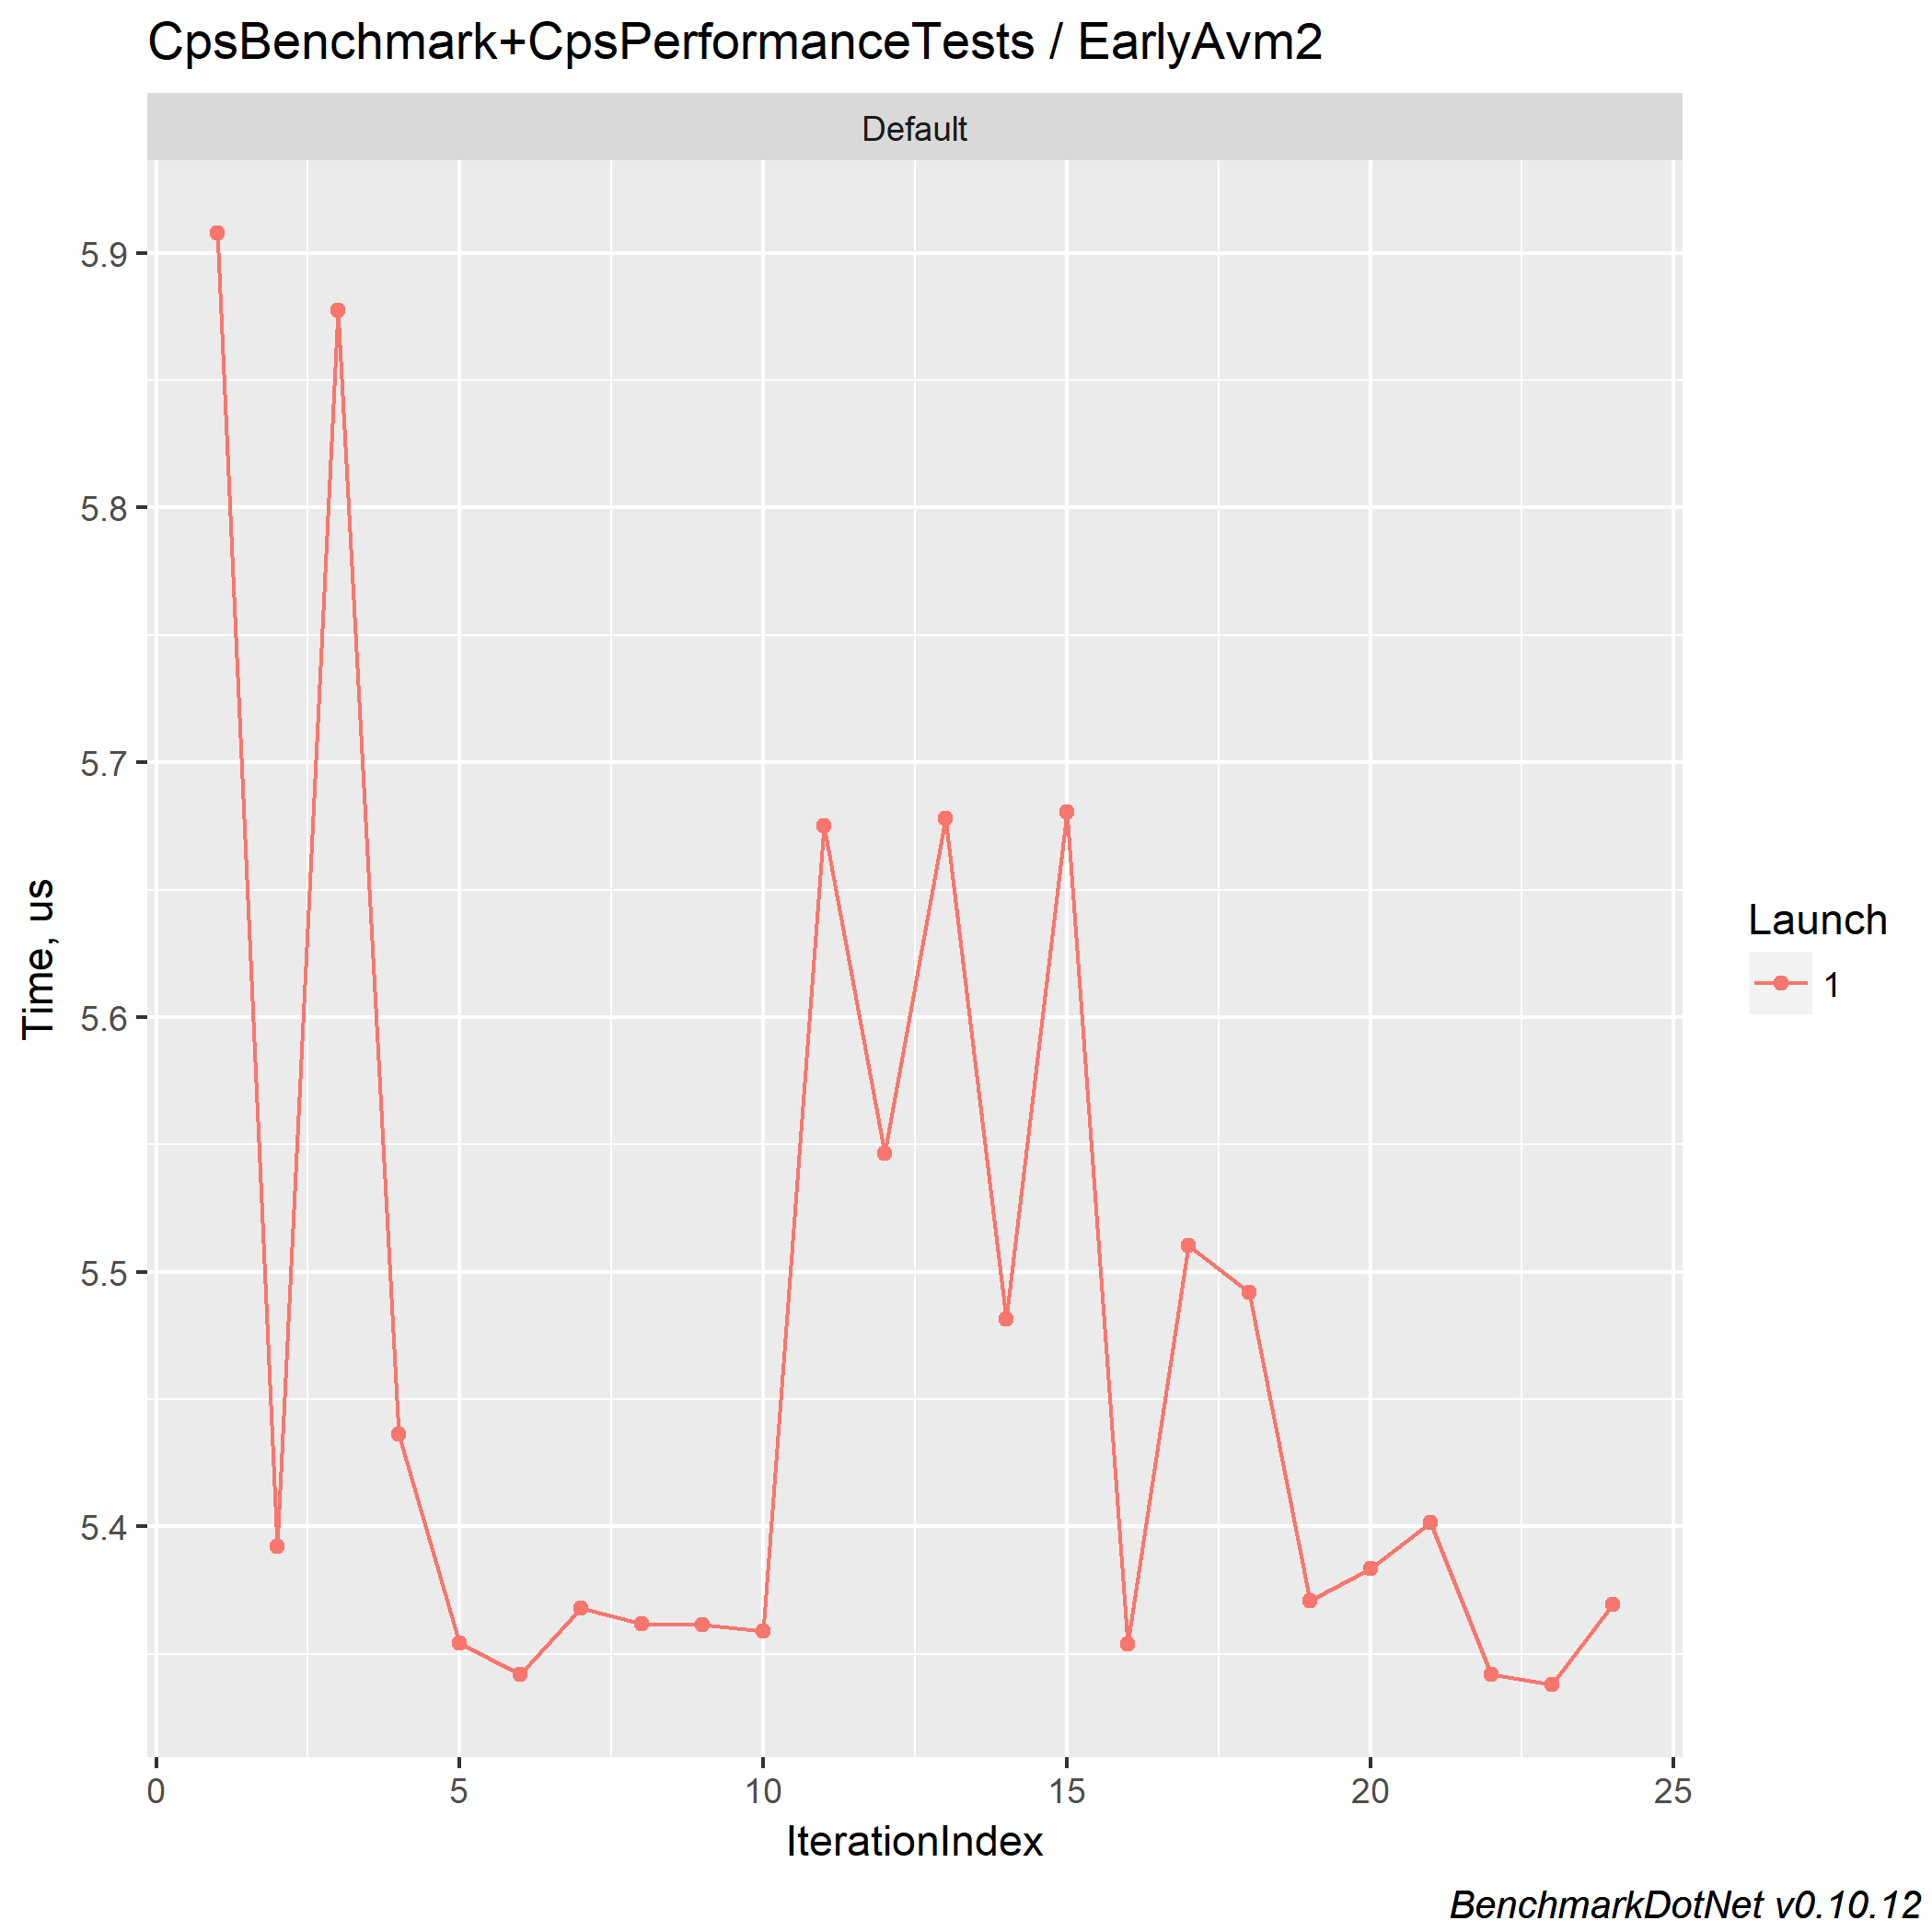 CpsBenchmark+CpsPerformanceTests / EarlyAvm2
Default
5.9
5.8
5.7
5.6
5.5
5.4
Time, us
0 5 10 15 20 25
IterationIndex
Launch
1
BenchmarkDotNet v0.10.12